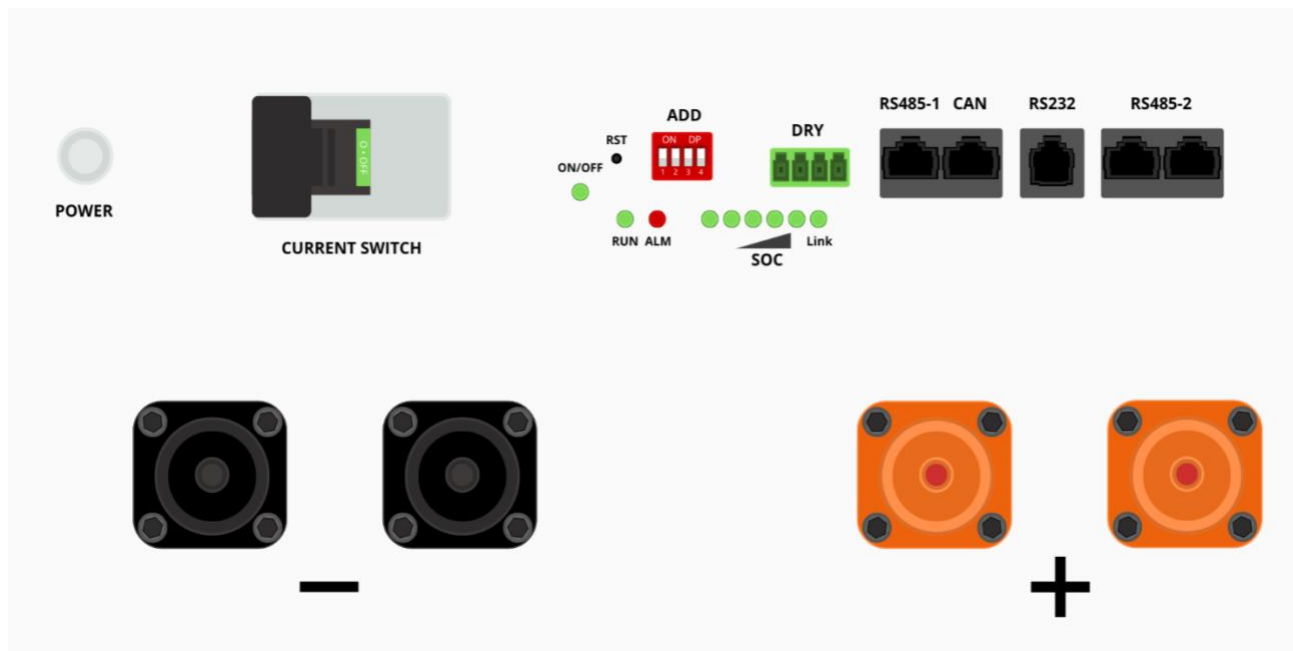 POWER
O • OFF
CURRENT SWITCH
ON/OFF
RST
ADD
ON DP
1 2 3 4
RUN ALM
SOC
Link
DRY
RS485-1 CAN
RS232
RS485-2
− 
+